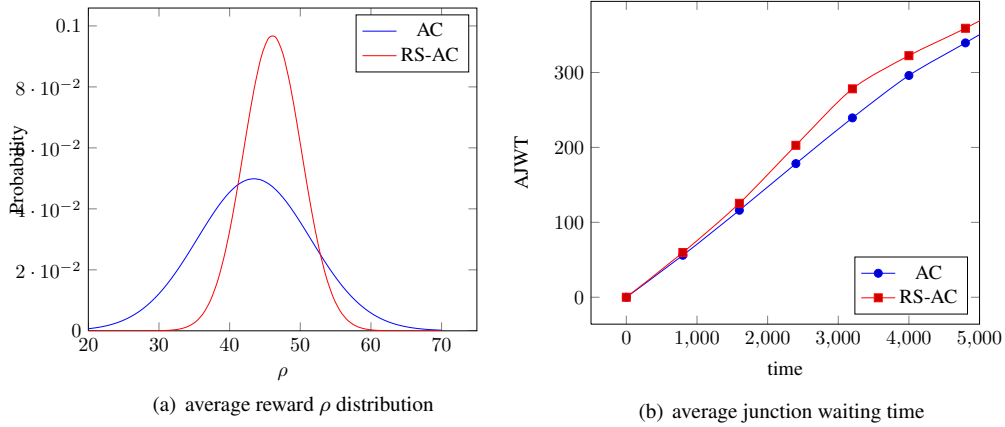 0.1
8 · 10⁻²
6 · 10⁻²
4 · 10⁻²
2 · 10⁻²
0
Probability
20 30 40 50 60 70
ρ
AC
RS-AC
(a) average reward ρ distribution
300
200
100
0
AJWT
0 1,000 2,000 3,000 4,000 5,000
time
AC
RS-AC
(b) average junction waiting time